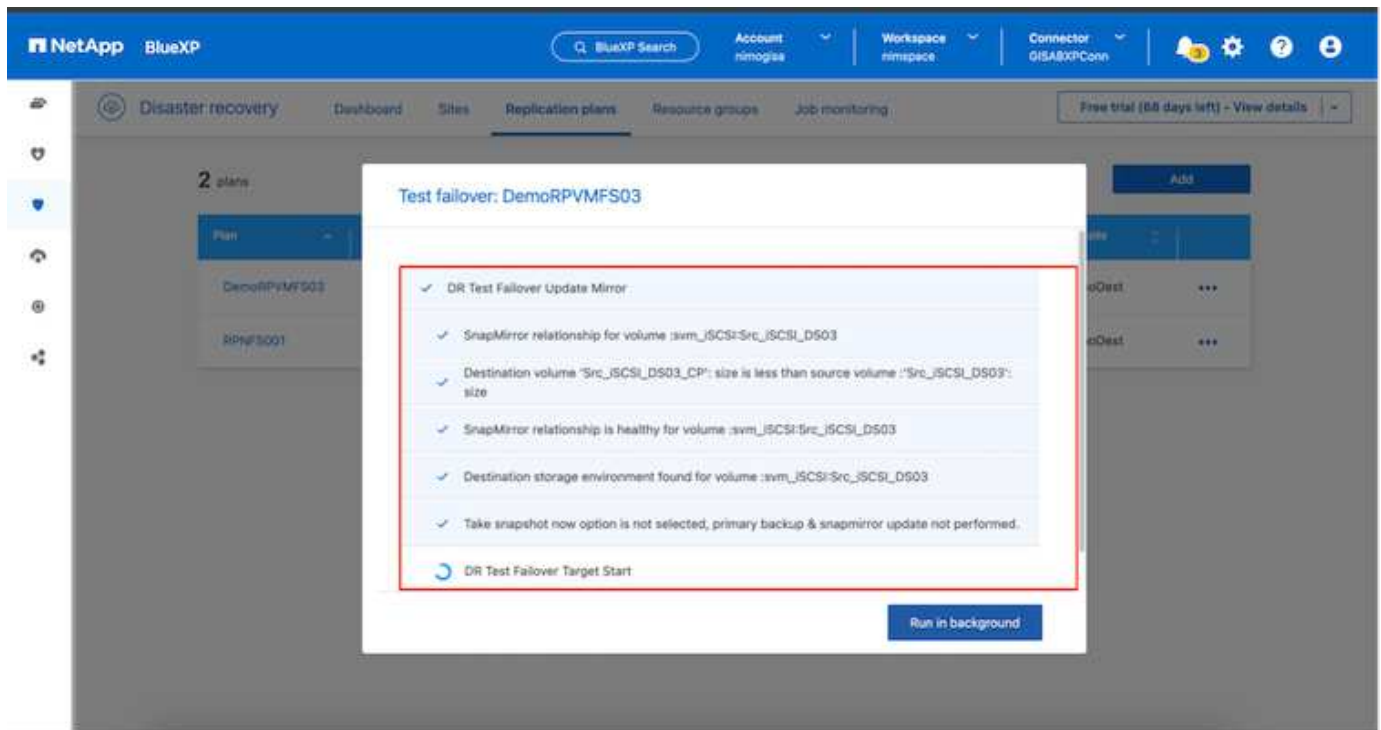 NetApp BlueXP
BlueXP Search
Account
nimogisa
Workspace
nimspace
Connector
GISABXPConn
3
Disaster recovery
Dashboard
Sites
Replication plans
Resource groups
Job monitoring
Free trial (66 days left) - View details
2 plans
Add
Test failover: DemoRPVMFS03
Plan
DemoRPVMFS03
RPNFS001
DR Test Failover Update Mirror
SnapMirror relationship for volume :svm_iSCSI:Src_iSCSI_DS03
Destination volume 'Src_iSCSI_DS03_CP': size is less than source volume :'Src_iSCSI_DS03':
size
SnapMirror relationship is healthy for volume :svm_iSCSI:Src_iSCSI_DS03
Destination storage environment found for volume :svm_iSCSI:Src_iSCSI_DS03
Take snapshot now option is not selected, primary backup & snapmirror update not performed.
DR Test Failover Target Start
Run in background